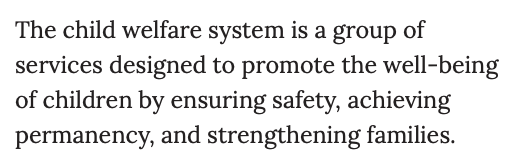 The child welfare system is a group of
services designed to promote the well-being
of children by ensuring safety, achieving
permanency, and strengthening families.